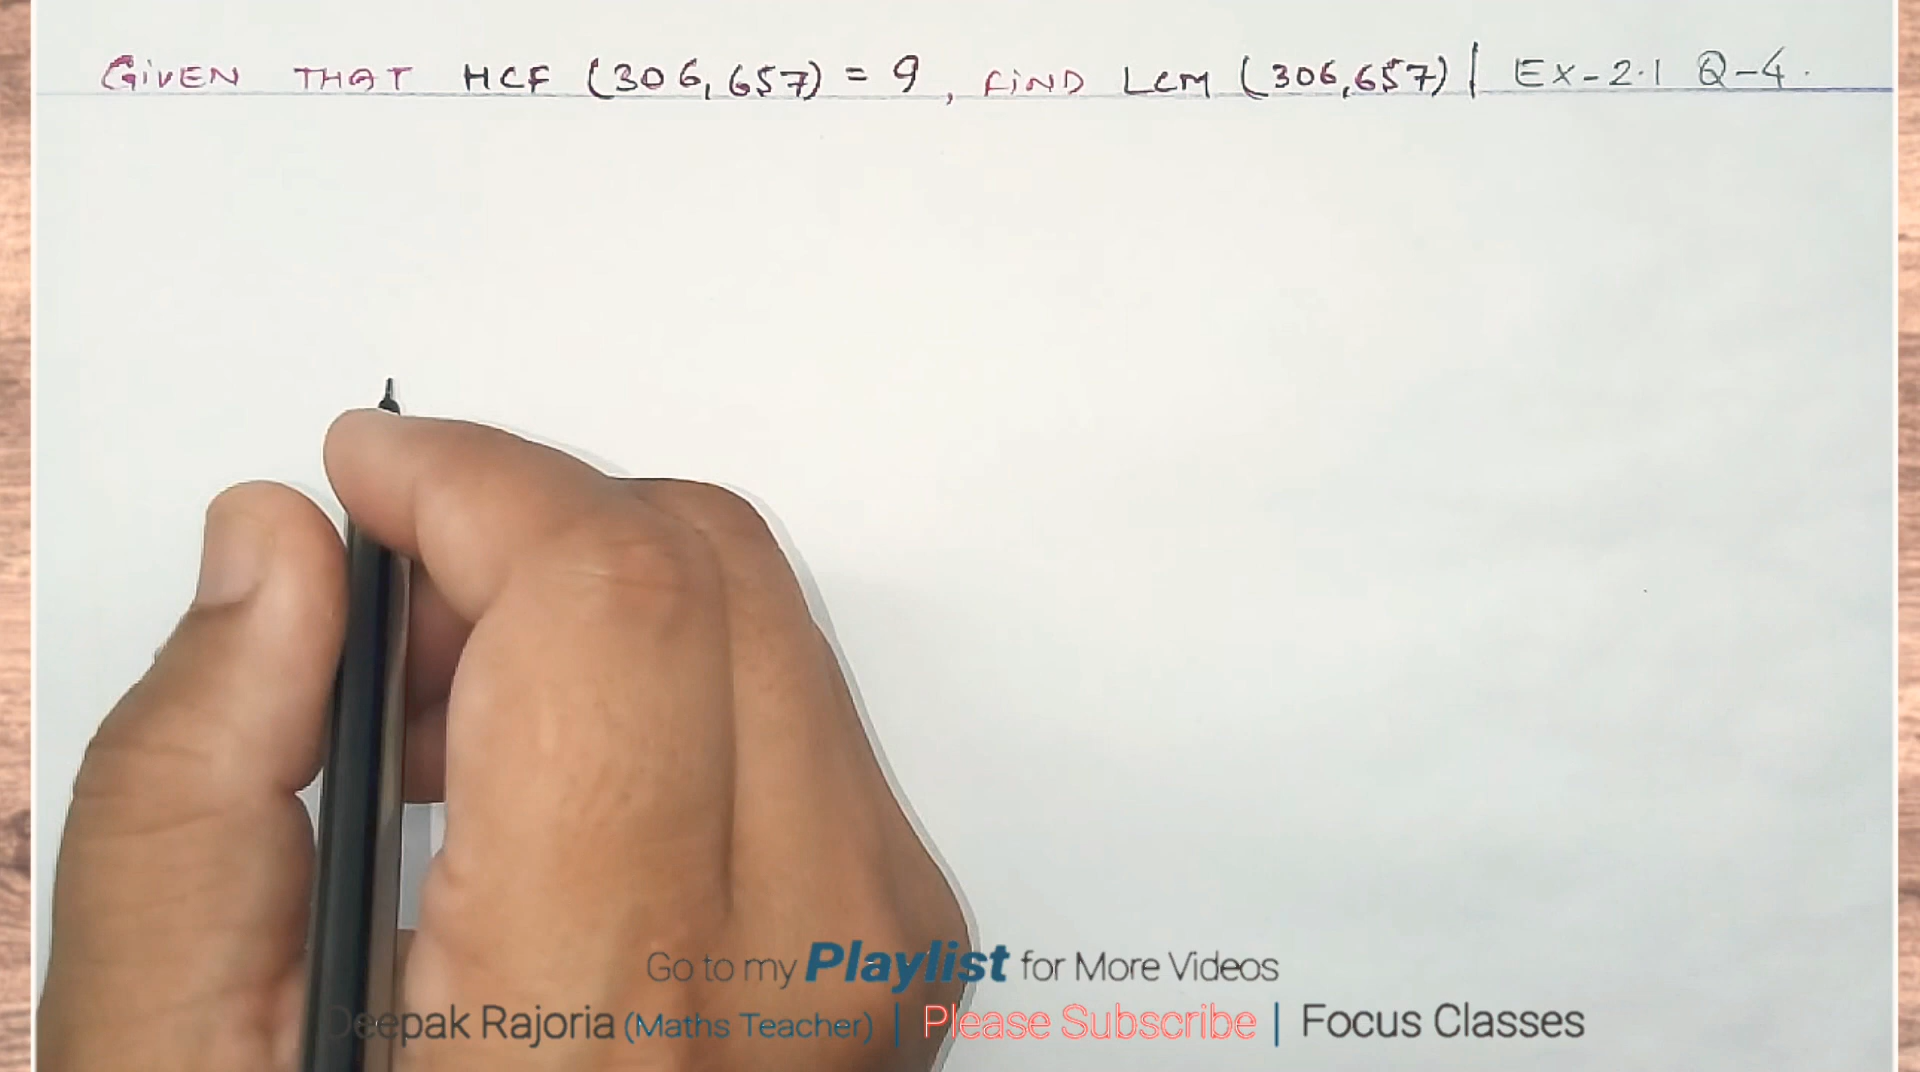 GiVEN THAT HCF (306,657) = 9, FiND LCM (306,657) | Ex-2.1 Q-4.
Go to my Playlist for More Videos
Deepak Rajoria (Maths Teacher) | Please Subscribe | Focus Classes